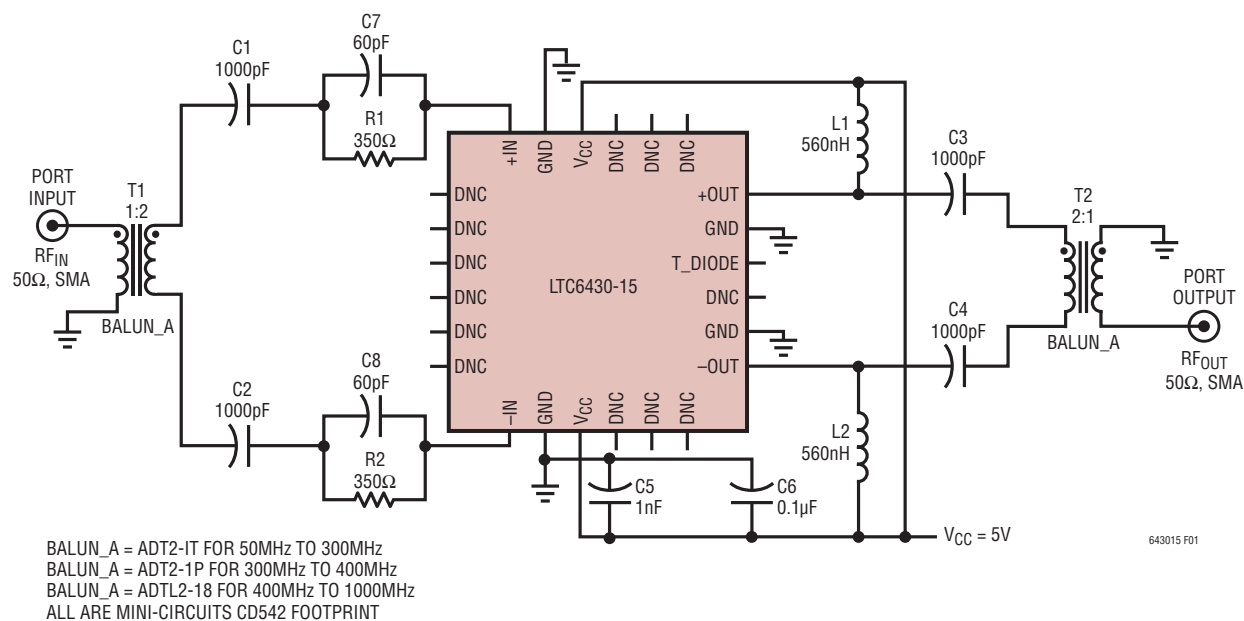 C7
60pF
C1
1000pF
R1
350Ω
PORT
INPUT
T1
1:2
RFIN
50Ω, SMA
BALUN_A
C2
1000pF
C8
60pF
R2
350Ω
+IN
GND
VCC
DNC
DNC
DNC
DNC
DNC
DNC
DNC
DNC
DNC
LTC6430-15
+OUT
GND
T_DIODE
DNC
GND
–OUT
–IN
GND
VCC
DNC
DNC
DNC
L1
560nH
C3
1000pF
T2
2:1
PORT
OUTPUT
C4
1000pF
BALUN_A
RFOUT
50Ω, SMA
L2
560nH
C5
1nF
C6
0.1µF
VCC = 5V
643015 F01
BALUN_A = ADT2-IT FOR 50MHz TO 300MHz
BALUN_A = ADT2-1P FOR 300MHz TO 400MHz
BALUN_A = ADTL2-18 FOR 400MHz TO 1000MHz
ALL ARE MINI-CIRCUITS CD542 FOOTPRINT